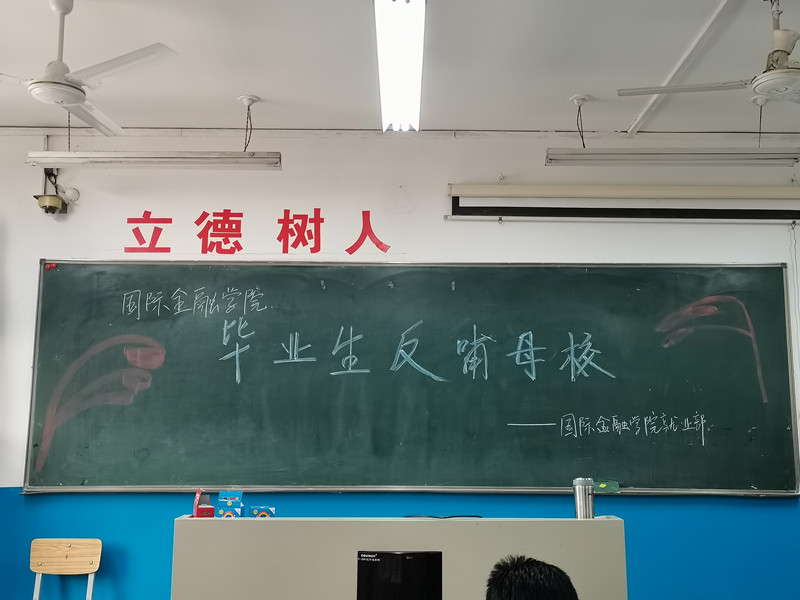 立德树人
国际金融学院
毕业生反哺母校
——国际金融学院就业部